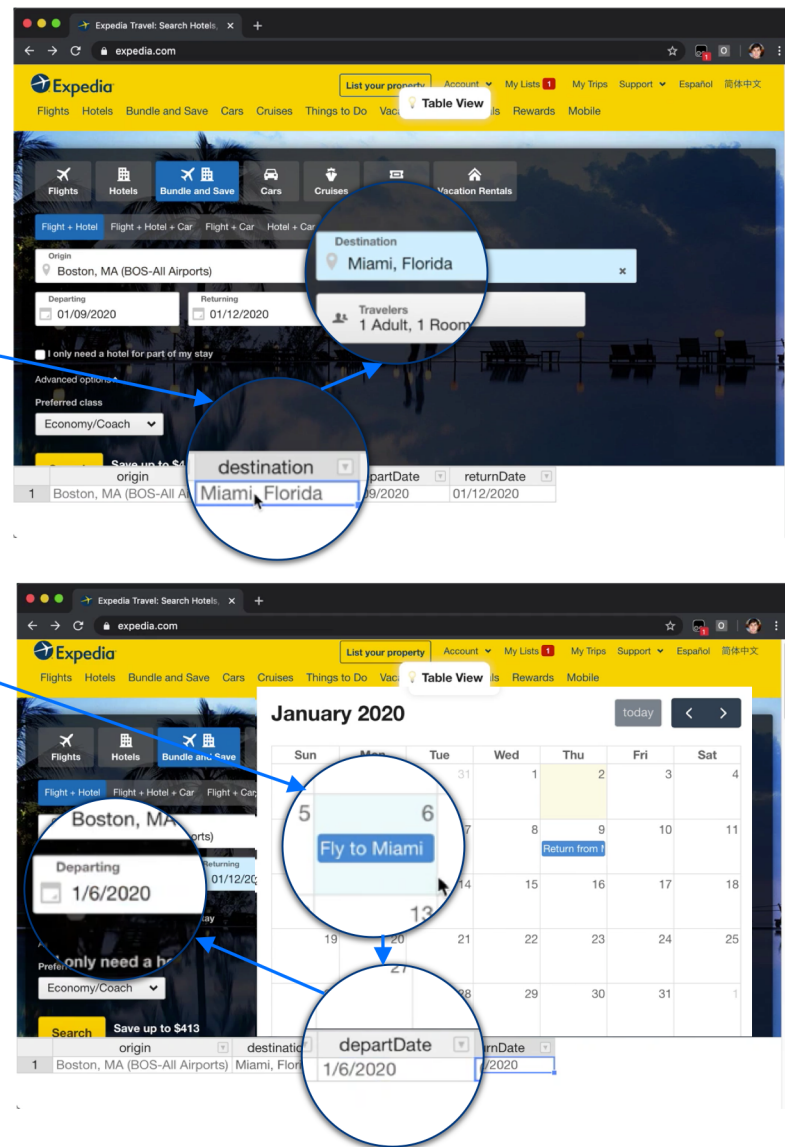 Expedia Travel: Search Hotels,
expedia.com
Expedia
List your property Account My Lists 1 My Trips Support Español 简体中文
Flights Hotels Bundle and Save Cars Cruises Things to Do Rewards Mobile
Table View
Flights Hotels Bundle and Save Cars Cruises Vacation Rentals
Flight + Hotel Flight + Hotel + Car Flight + Car
Origin
Boston, MA (BOS-All Airports)
Destination
Miami, Florida
Departing
01/09/2020
Returning
01/12/2020
Travelers
1 Adult, 1 Room
I only need a hotel for part of my stay
Advanced options
Preferred class
Economy/Coach
Save up to
origin destination returnDate
1 Boston, MA Miami, Florida 01/12/2020
Expedia Travel: Search Hotels,
expedia.com
Expedia
List your property Account My Lists 1 My Trips Support Español 简体中文
Flights Hotels Bundle and Save Cars Cruises Things to Do Rewards Mobile
Table View
January 2020
today
Flights Hotels Bundle and Save
Sun Mon Tue Wed Thu Fri Sat
31 1 2 3 4
Flight + Hotel Flight + Hotel + Car
Boston, MA
5 6 7 8 9 10 11
Fly to Miami
Return from
Departing
1/6/2020
Returning
13 14 15 16 17 18
I only need a
19 20 21 22 23 24 25
Economy/Coach
27 28 29 30 31 1
Search Save up to $413
origin departDate
1 Boston, MA (BOS-All Airports) Miami, 1/6/2020